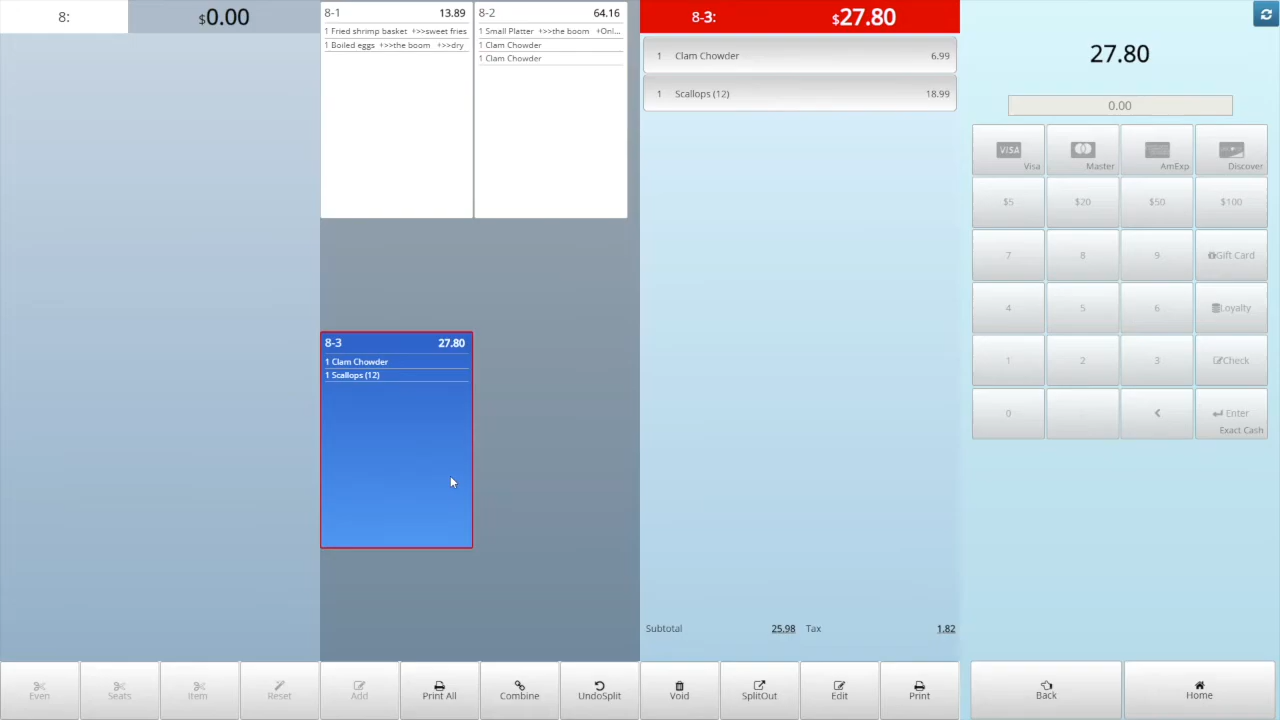 8: $0.00
8-1 13.89
1 Fried shrimp basket +>>sweet fries
1 Boiled eggs +>>the boom +>>dry
8-2 64.16
1 Small Platter +>>the boom +Onl...
1 Clam Chowder
1 Clam Chowder
8-3 27.80
1 Clam Chowder
1 Scallops (12)
8-3: $27.80
1 Clam Chowder 6.99
1 Scallops (12) 18.99
Subtotal 25.98 Tax 1.82
27.80
0.00
VISA
Visa Master AmExp Discover
$5 $20 $50 $100
7 8 9 Gift Card
4 5 6 Loyalty
1 2 3 Check
0 . < Enter
Exact Cash
Even Seats Item Reset Add Print All Combine UndoSplit Void SplitOut Edit Print Back Home